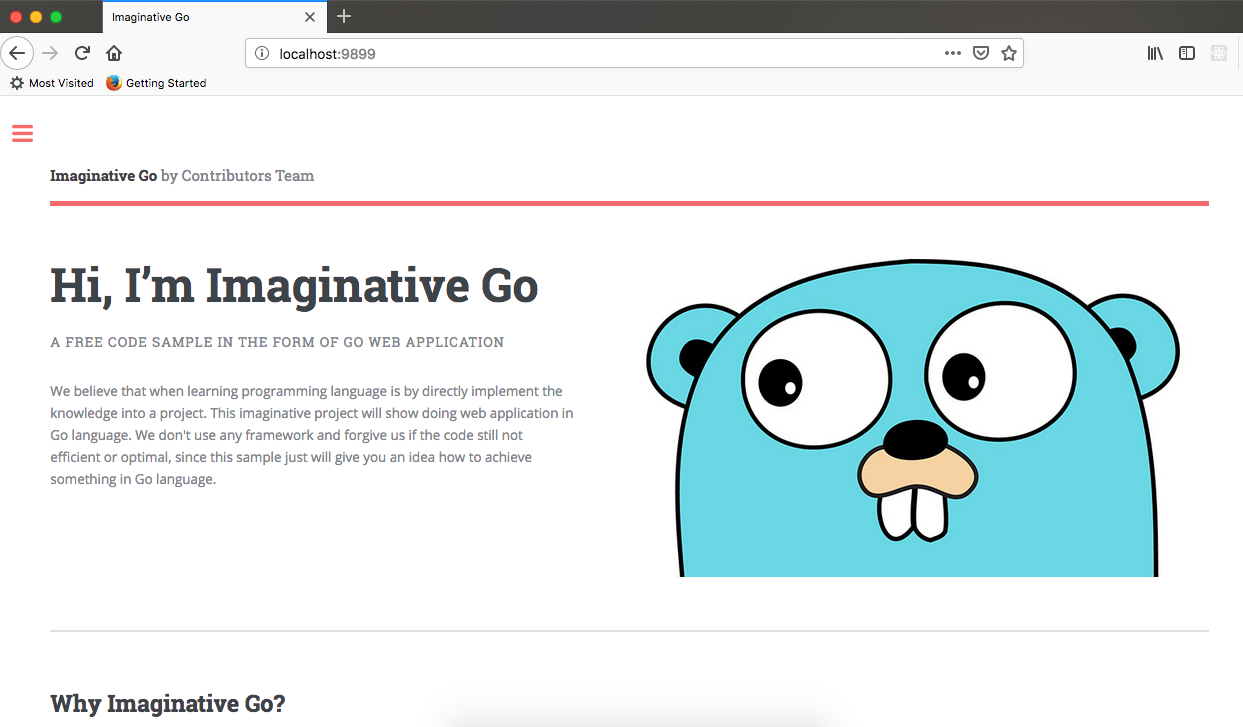 Imaginative Go
localhost:9899
Most Visited Getting Started
Imaginative Go by Contributors Team
Hi, I’m Imaginative Go
A FREE CODE SAMPLE IN THE FORM OF GO WEB APPLICATION
We believe that when learning programming language is by directly implement the
knowledge into a project. This imaginative project will show doing web application in
Go language. We don't use any framework and forgive us if the code still not
efficient or optimal, since this sample just will give you an idea how to achieve
something in Go language.
Why Imaginative Go?